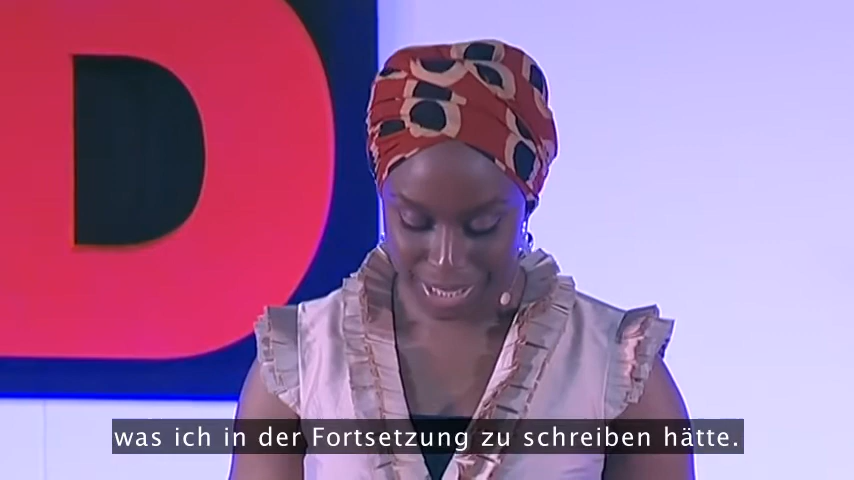 D
was ich in der Fortsetzung zu schreiben hätte.